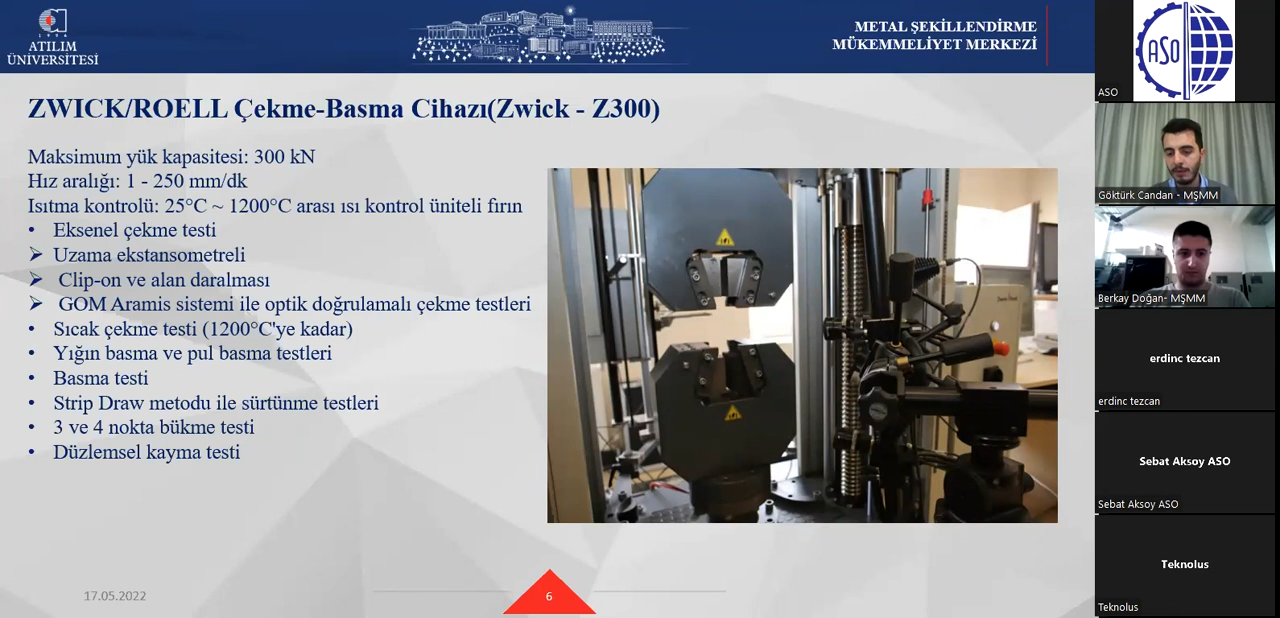 1996
ATILIM
ÜNİVERSİTESİ
METAL ŞEKİLLENDİRME
MÜKEMMELİYET MERKEZİ
ZWICK/ROELL Çekme-Basma Cihazı(Zwick - Z300)
Maksimum yük kapasitesi: 300 kN
Hız aralığı: 1 - 250 mm/dk
Isıtma kontrolü: 25°C ~ 1200°C arası ısı kontrol üniteli fırın
• Eksenel çekme testi
➢ Uzama ekstansometreli
➢ Clip-on ve alan daralması
➢ GOM Aramis sistemi ile optik doğrulamalı çekme testleri
• Sıcak çekme testi (1200°C'ye kadar)
• Yığın basma ve pul basma testleri
• Basma testi
• Strip Draw metodu ile sürtünme testleri
• 3 ve 4 nokta bükme testi
• Düzlemsel kayma testi
17.05.2022
6
ASO
ASO
Göktürk Candan - MŞMM
Berkay Doğan- MŞMM
erdinc tezcan
erdinc tezcan
Sebat Aksoy ASO
Sebat Aksoy ASO
Teknolus
Teknolus